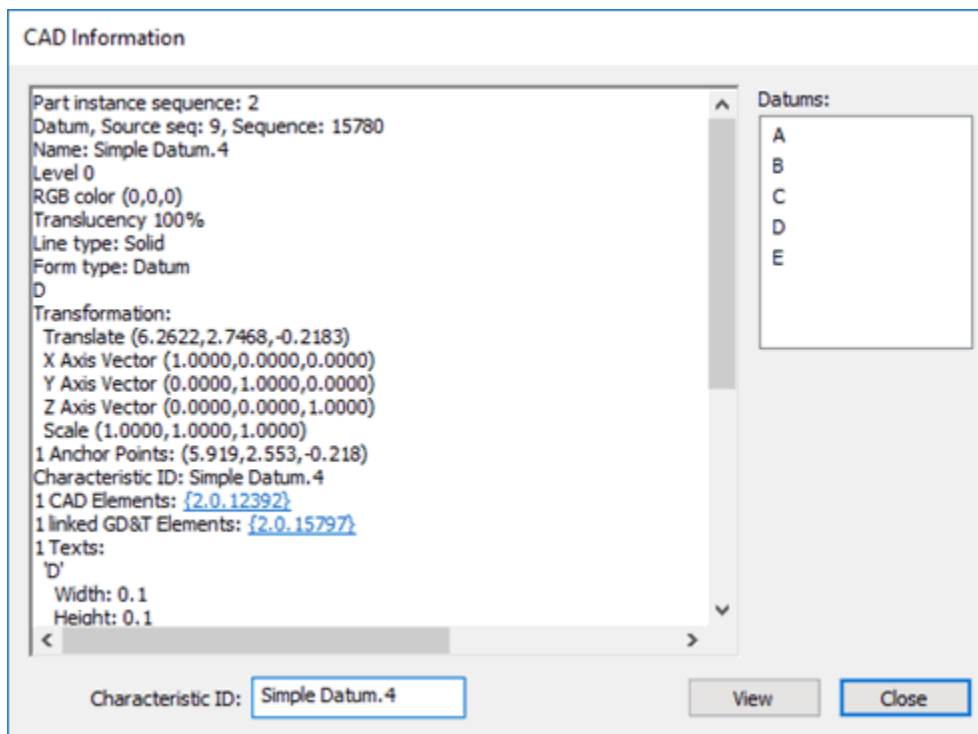 CAD Information
Part instance sequence: 2
Datum, Source seq: 9, Sequence: 15780
Name: Simple Datum.4
Level 0
RGB color (0,0,0)
Translucency 100%
Line type: Solid
Form type: Datum
D
Transformation:
Translate (6.2622,2.7468,-0.2183)
X Axis Vector (1.0000,0.0000,0.0000)
Y Axis Vector (0.0000,1.0000,0.0000)
Z Axis Vector (0.0000,0.0000,1.0000)
Scale (1.0000,1.0000,1.0000)
1 Anchor Points: (5.919,2.553,-0.218)
Characteristic ID: Simple Datum.4
1 CAD Elements: {2.0.12392}
1 linked GD&T Elements: {2.0.15797}
1 Texts:
'D'
Width: 0.1
Height: 0.1
Datums:
A
B
C
D
E
Characteristic ID: Simple Datum.4
View
Close